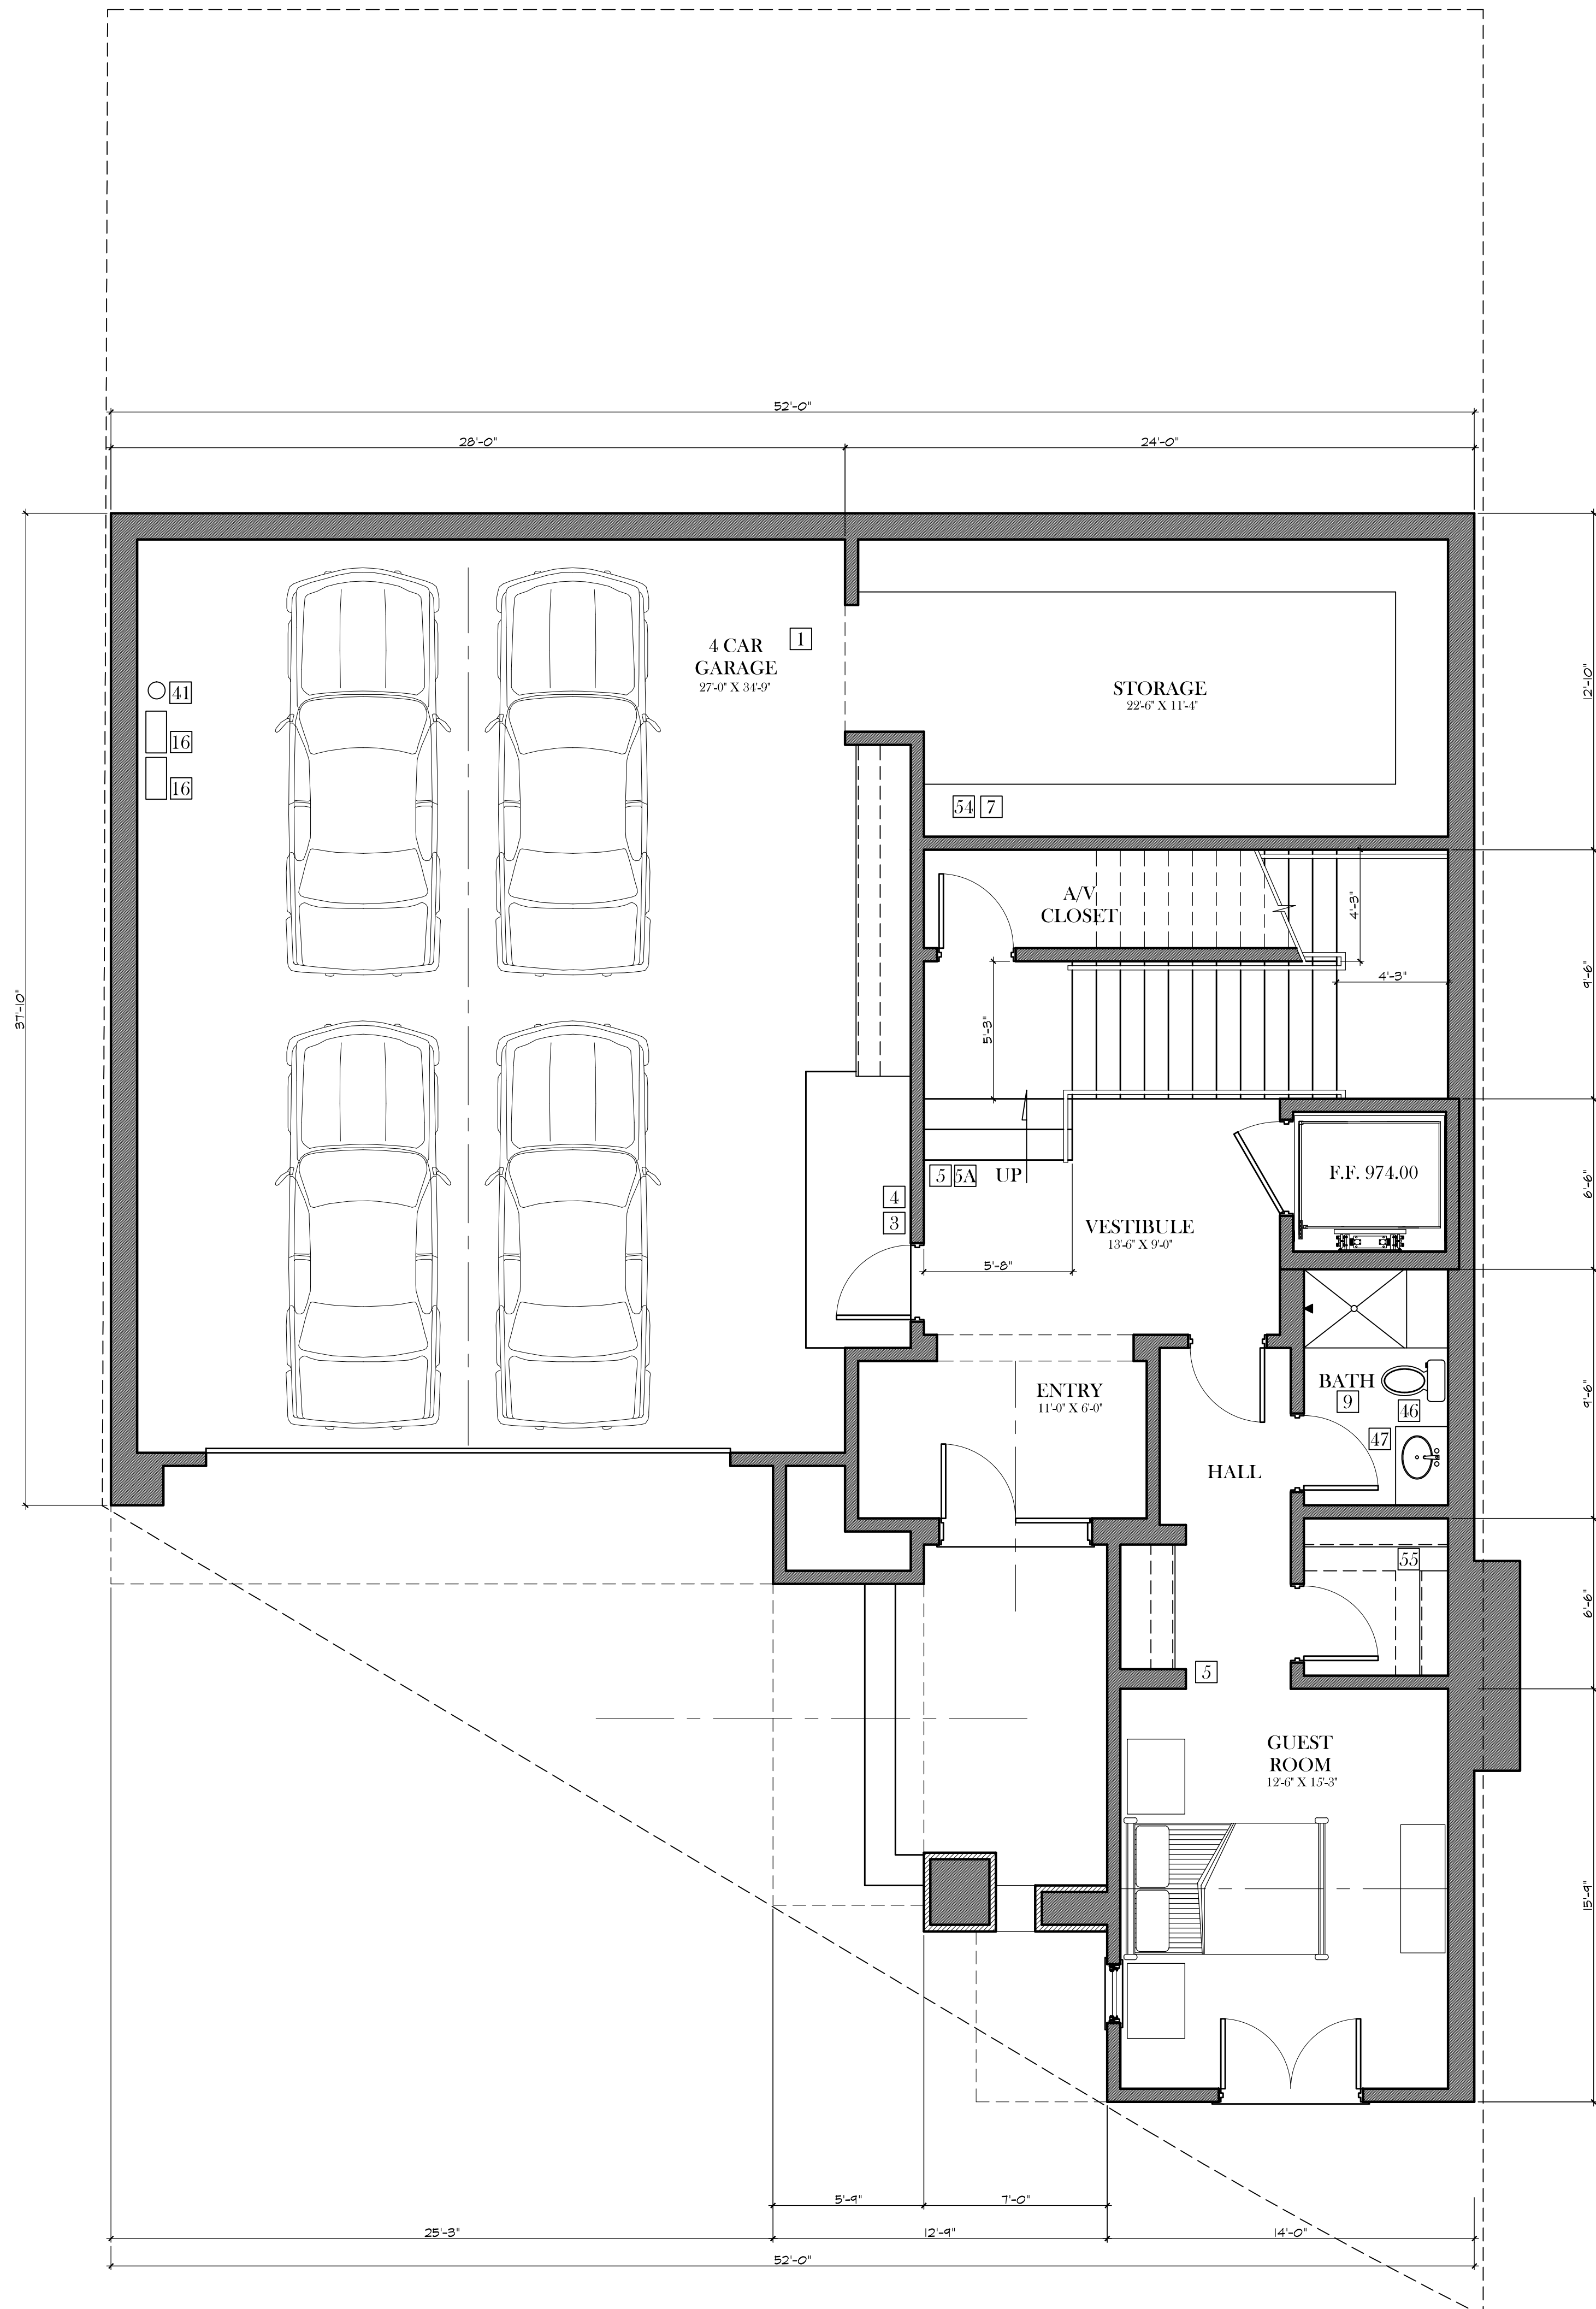 52'-0"
28'-0"
24'-0"
1
4 CAR
GARAGE
27'-0" X 34'-9"
41
16
16
STORAGE
22'-6" X 11'-4"
54 7
12'-10"
A/V
CLOSET
4'-3"
4'-3"
9'-6"
37'-10"
5'-3"
5 5A UP
F.F. 974.00
6'-6"
4
3
VESTIBULE
13'-6" X 9'-0"
5'-8"
ENTRY
11'-0" X 6'-0"
BATH
9
46
47
9'-6"
HALL
55
6'-6"
5
GUEST
ROOM
12'-6" X 15'-3"
15'-9"
5'-9"
7'-0"
25'-3"
12'-9"
14'-0"
52'-0"